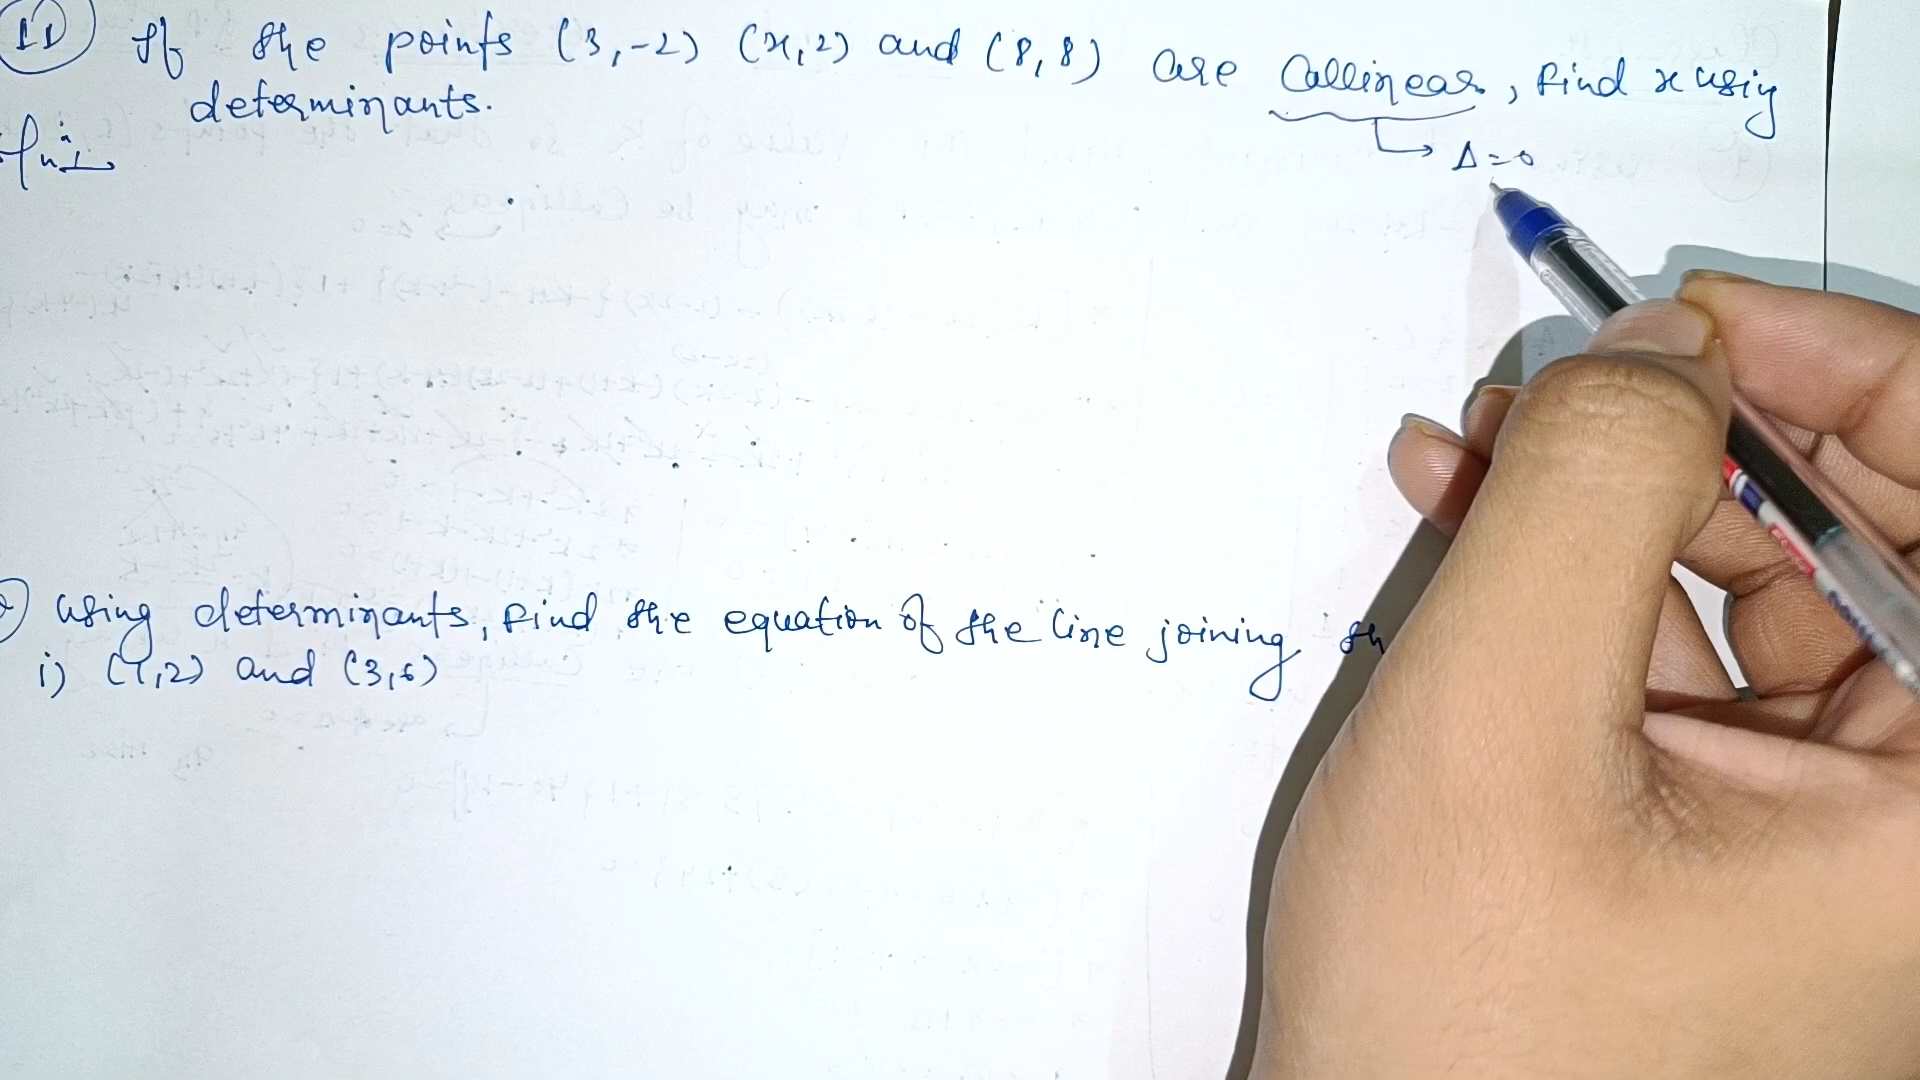 11) If the points (3,-2) (x,2) and (8,8) are Collinear, find x using
determinants.
→ Δ=0
using determinants, find the equation of the line joining
i) (1,2) and (3,6)